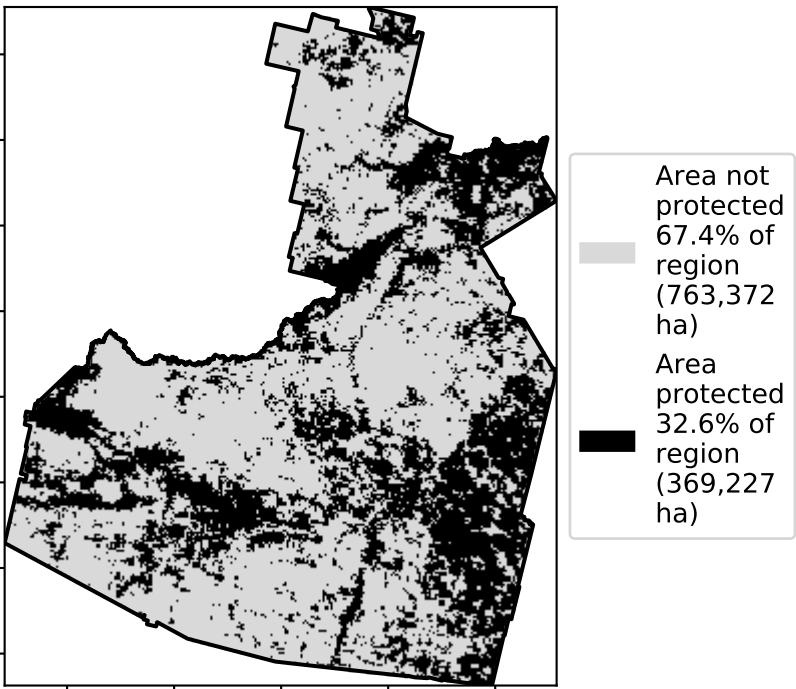 Area not
protected
67.4% of
region
(763,372
ha)
Area
protected
32.6% of
region
(369,227
ha)